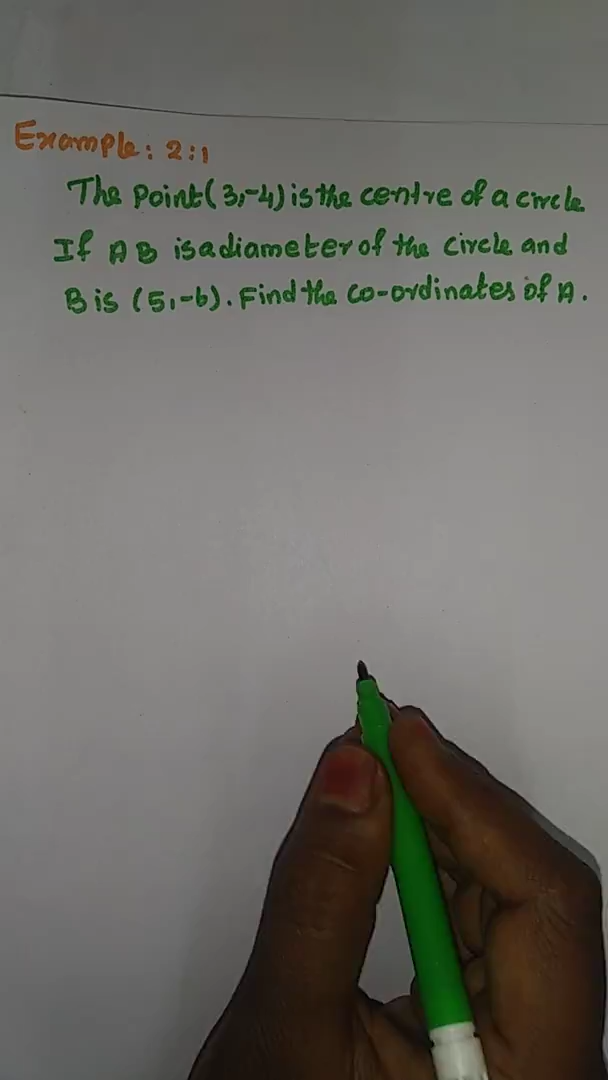 Example: 2:1
The Point (3,-4) is the centre of a circle
If AB is a diameter of the circle and
B is (5,-6). Find the co-ordinates of A.